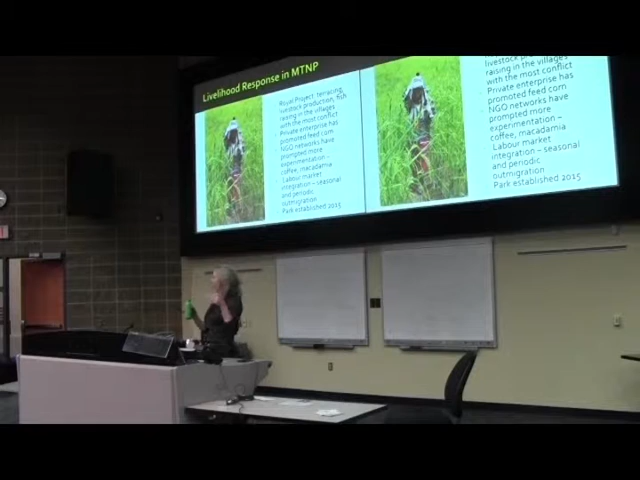 Livelihood Response in MTNP
Royal Project: terracing,
livestock production, fish
raising in the villages
with the most conflict
Private enterprise has
promoted feed corn
NGO networks have
prompted more
experimentation –
coffee, macadamia
Labour market
integration – seasonal
and periodic
outmigration
Park established 2015
raising in the villages
with the most conflict
Private enterprise has
promoted feed corn
NGO networks have
prompted more
experimentation –
coffee, macadamia
Labour market
integration – seasonal
and periodic
outmigration
Park established 2015